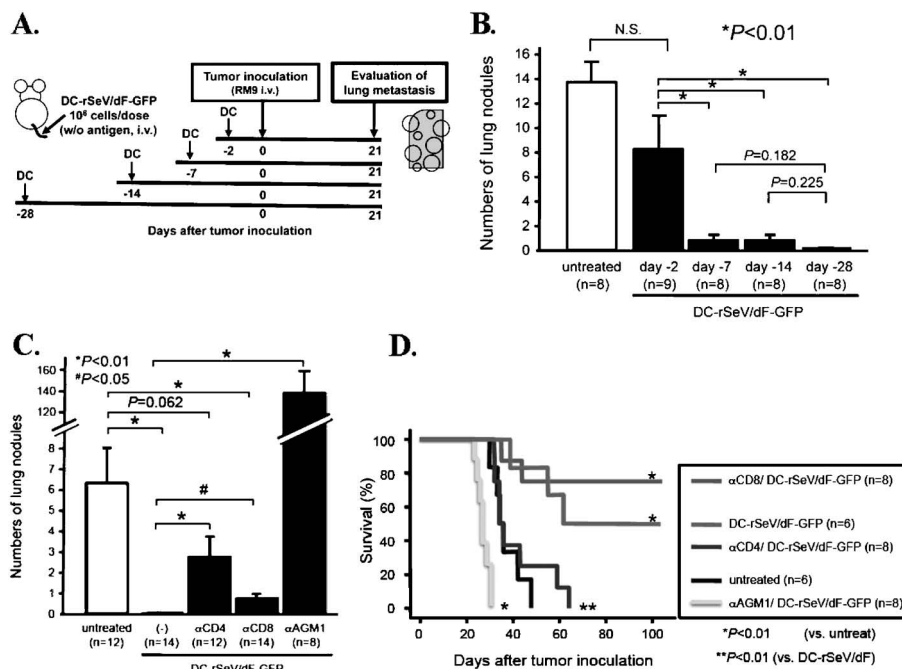 A.
DC-rSeV/dF-GFP
10⁶ cells/dose
(w/o antigen, i.v.)
Tumor inoculation
(RM9 i.v.)
Evaluation of
lung metastasis
DC
-2 0 21
DC
-7 0 21
DC
-14 0 21
DC
-28 0 21
Days after tumor inoculation
B.
N.S.
*P<0.01
Numbers of lung nodules
16
14
12
10
8
6
4
2
0
*
*
*
P=0.182
P=0.225
untreated day -2 day -7 day -14 day -28
(n=8) (n=9) (n=8) (n=8) (n=8)
DC-rSeV/dF-GFP
C.
*P<0.01
#P<0.05
Numbers of lung nodules
160
140
8
7
6
5
4
3
2
1
0
*
*
P=0.062
*
#
*
untreated (-) αCD4 αCD8 αAGM1
(n=12) (n=14) (n=12) (n=14) (n=8)
DC-rSeV/dF-GFP
D.
Survival (%)
100
80
60
40
20
0
*
*
*
**
0 20 40 60 80 100
Days after tumor inoculation
αCD8/ DC-rSeV/dF-GFP (n=8)
DC-rSeV/dF-GFP (n=6)
αCD4/ DC-rSeV/dF-GFP (n=8)
untreated (n=6)
αAGM1/ DC-rSeV/dF-GFP (n=8)
*P<0.01 (vs. untreat)
**P<0.01 (vs. DC-rSeV/dF)